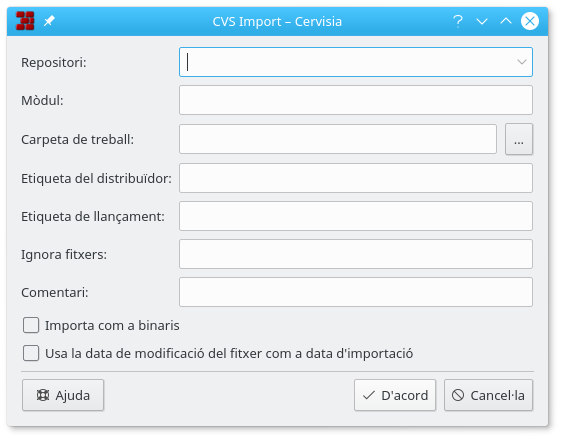 CVS Import – Cervisia
Repositori:
Mòdul:
Carpeta de treball:
...
Etiqueta del distribuïdor:
Etiqueta de llançament:
Ignora fitxers:
Comentari:
Importa com a binaris
Usa la data de modificació del fitxer com a data d'importació
Ajuda D'acord Cancel·la